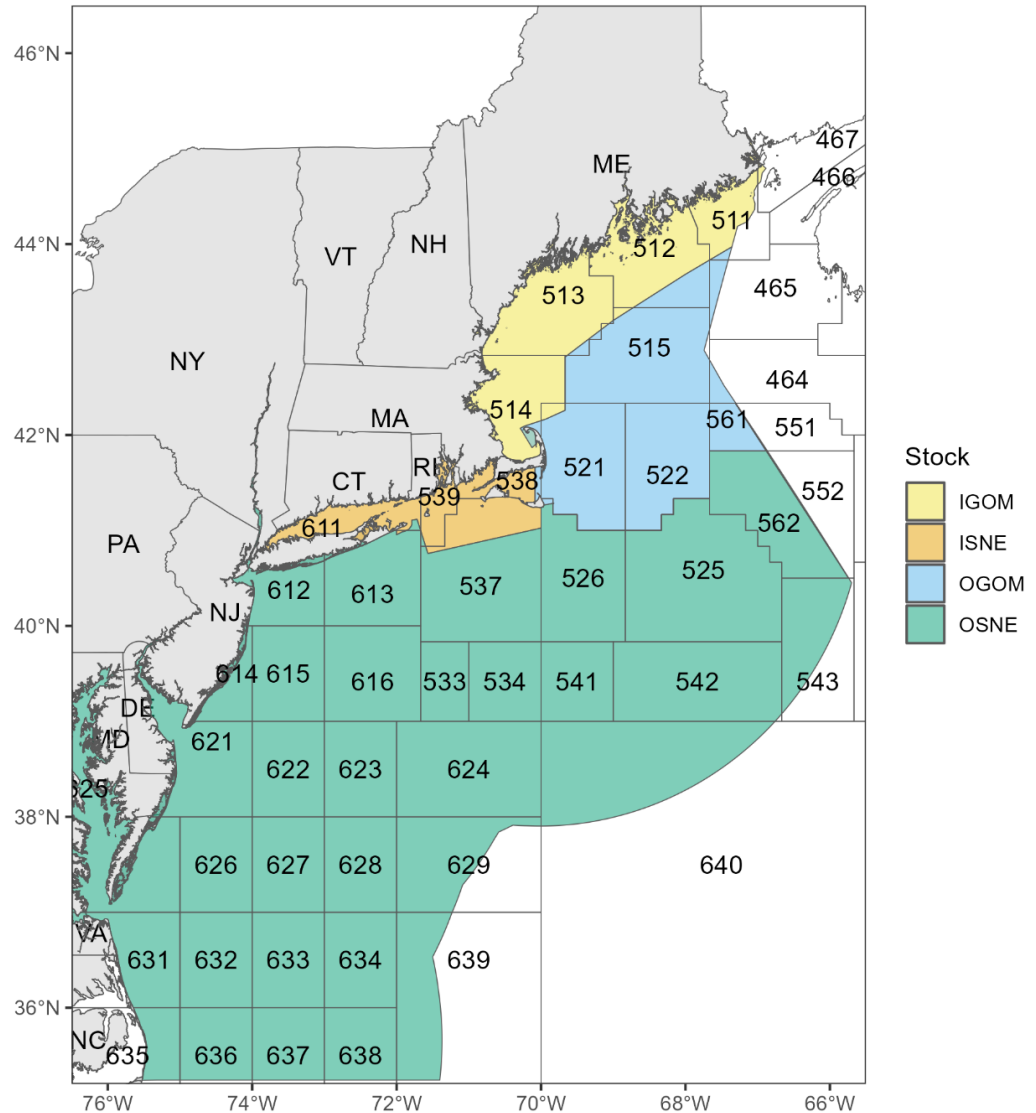 46°N
467
ME
466
511
44°N
NH
512
VT
465
513
515
NY
464
MA
514
561
551
42°N
521
RI
522
CT
538
552
539
611
562
PA
537
526
525
612
613
NJ
40°N
614
615
616
533
534
541
542
543
DE
MD
621
622
623
624
625
38°N
626
627
628
629
640
VA
631
632
633
634
639
36°N
NC
635
636
637
638
76°W
74°W
72°W
70°W
68°W
66°W
Stock
IGOM
ISNE
OGOM
OSNE